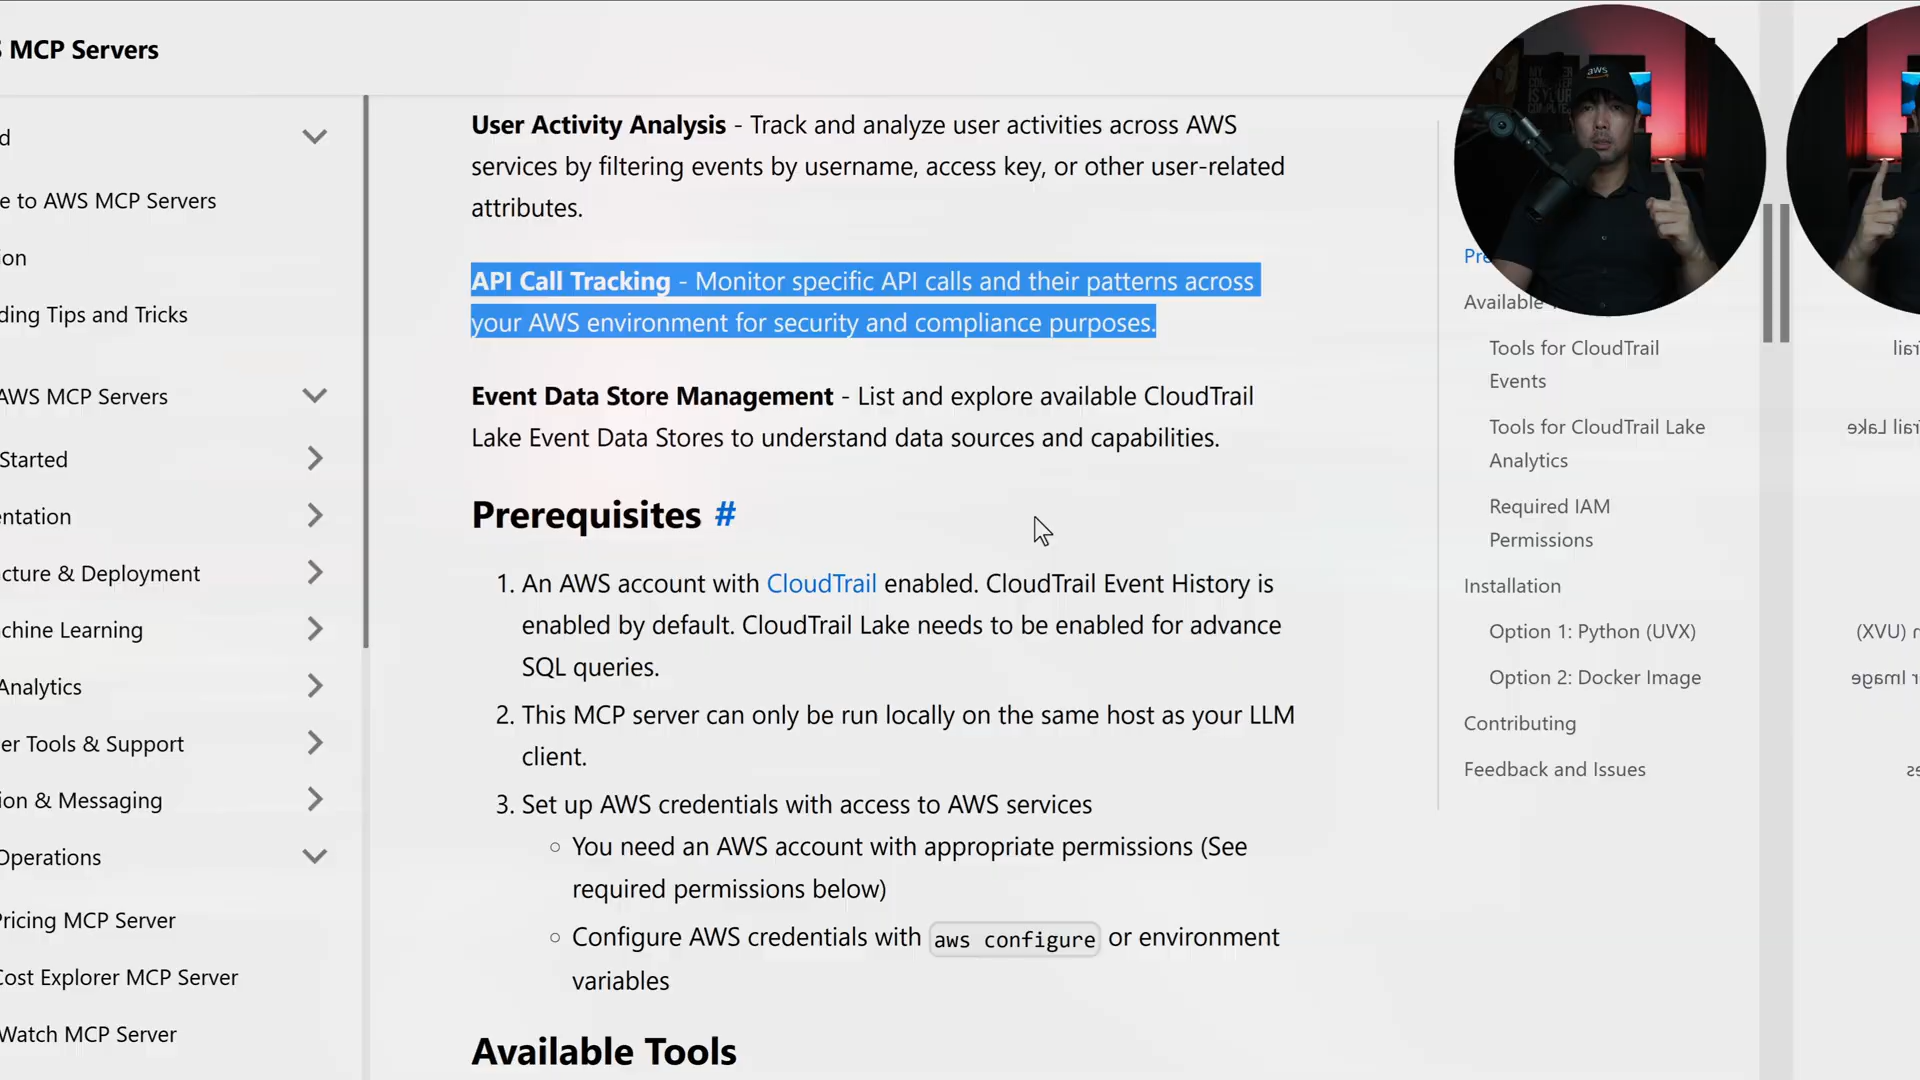 MCP Servers
d
e to AWS MCP Servers
ion
ding Tips and Tricks
AWS MCP Servers
Started
entation
cture & Deployment
chine Learning
Analytics
er Tools & Support
ion & Messaging
Operations
Pricing MCP Server
Cost Explorer MCP Server
Watch MCP Server
User Activity Analysis - Track and analyze user activities across AWS
services by filtering events by username, access key, or other user-related
attributes.
API Call Tracking - Monitor specific API calls and their patterns across
your AWS environment for security and compliance purposes.
Event Data Store Management - List and explore available CloudTrail
Lake Event Data Stores to understand data sources and capabilities.
Prerequisites #
1. An AWS account with CloudTrail enabled. CloudTrail Event History is
enabled by default. CloudTrail Lake needs to be enabled for advance
SQL queries.
2. This MCP server can only be run locally on the same host as your LLM
client.
3. Set up AWS credentials with access to AWS services
You need an AWS account with appropriate permissions (See
required permissions below)
Configure AWS credentials with aws configure or environment
variables
Available Tools
aws
Pre
Available
Tools for CloudTrail
Events
Tools for CloudTrail Lake
Analytics
Required IAM
Permissions
Installation
Option 1: Python (UVX)
Option 2: Docker Image
Contributing
Feedback and Issues